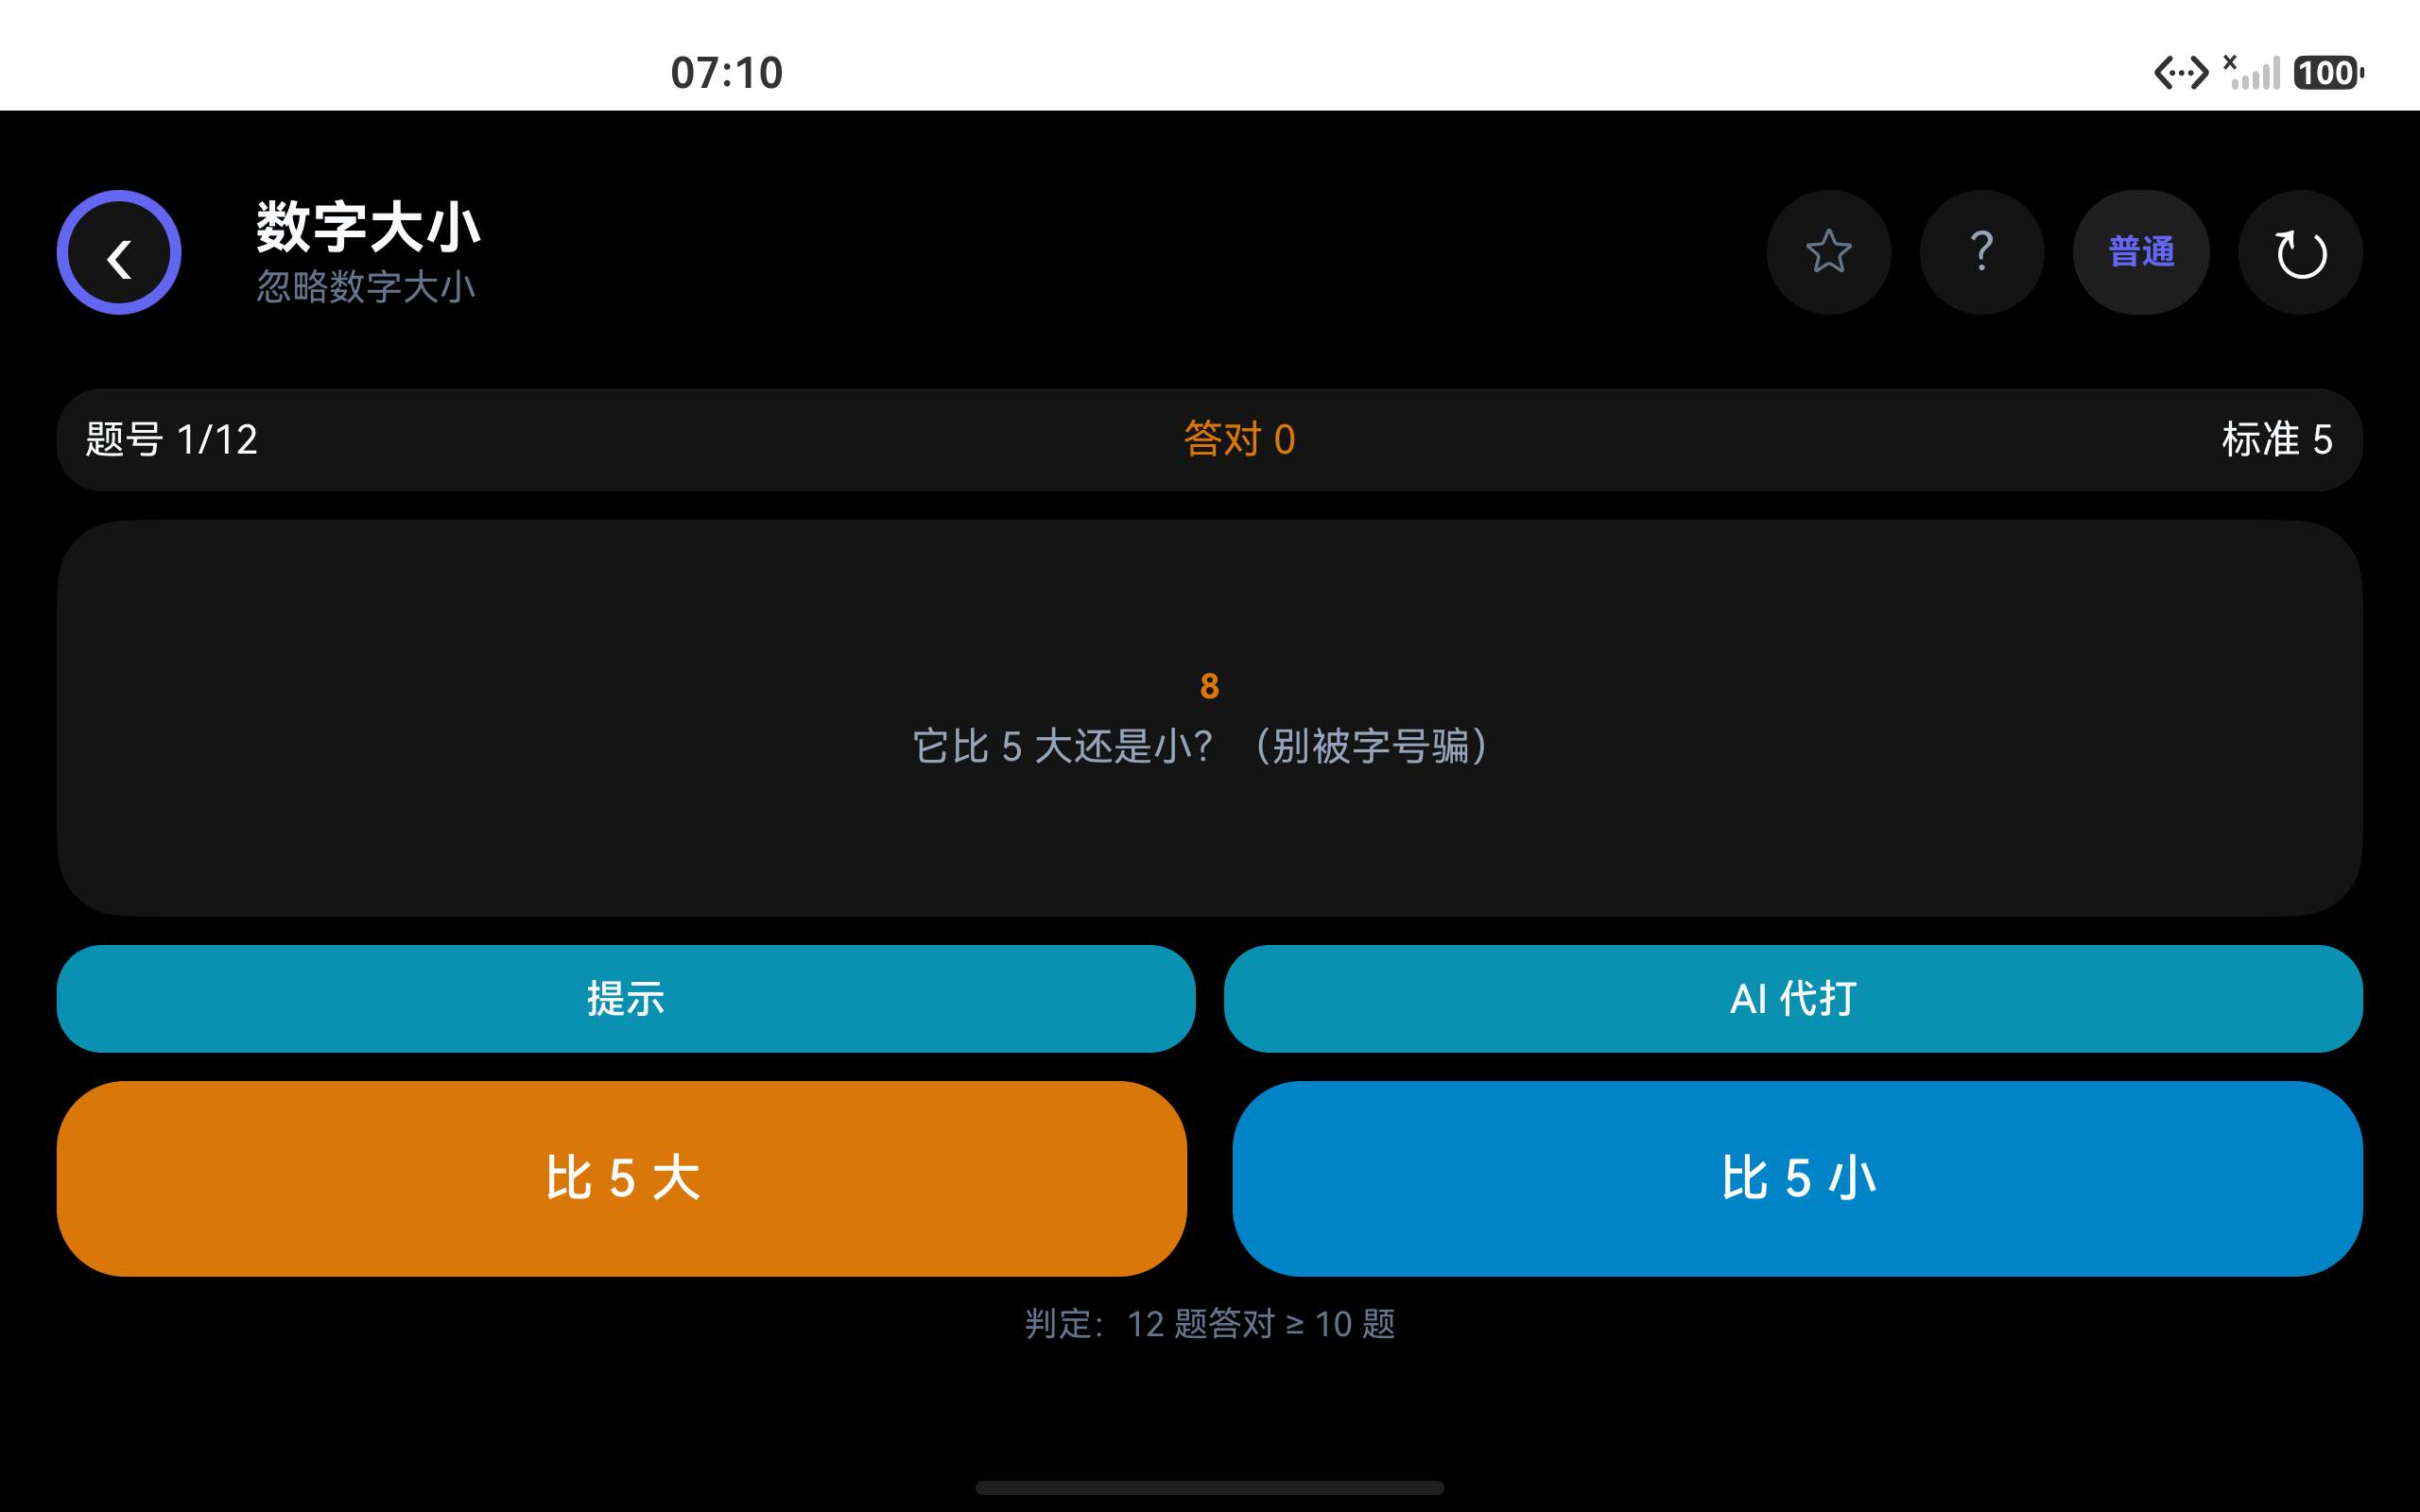 07:10
100
数字大小
忽略数字大小
?
普通
题号 1/12
答对 0
标准 5
8
它比 5 大还是小？（别被字号骗）
提示
AI 代打
比 5 大
比 5 小
判定：12 题答对 ≥ 10 题